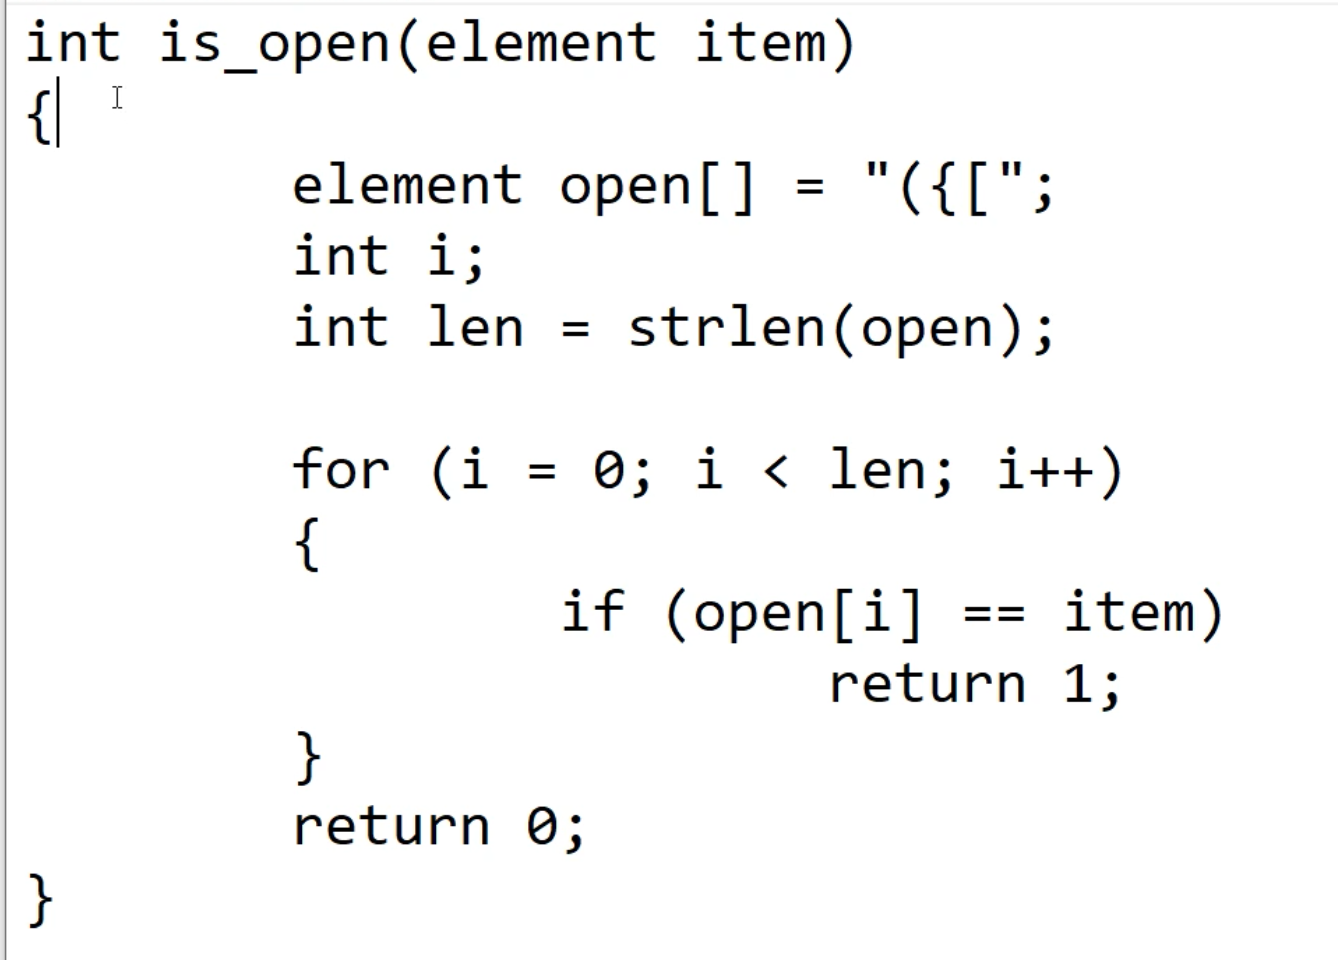 int is_open(element item)
{
element open[] = "({[";
int i;
int len = strlen(open);
for (i = 0; i < len; i++)
{
if (open[i] == item)
return 1;
}
return 0;
}